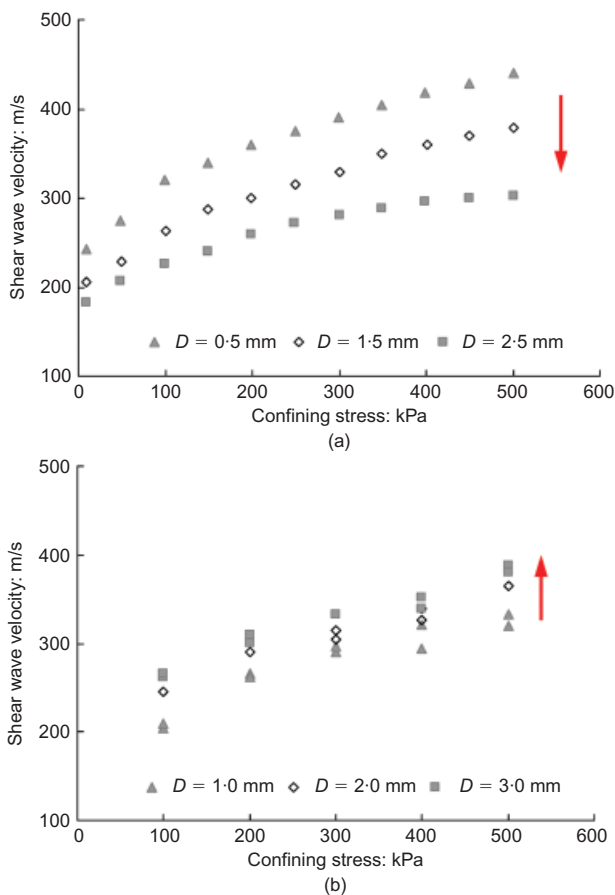 500
400
300
200
100
Shear wave velocity: m/s
D = 0·5 mm D = 1·5 mm D = 2·5 mm
0 100 200 300 400 500 600
Confining stress: kPa
(a)
500
400
300
200
100
Shear wave velocity: m/s
D = 1·0 mm D = 2·0 mm D = 3·0 mm
0 100 200 300 400 500 600
Confining stress: kPa
(b)